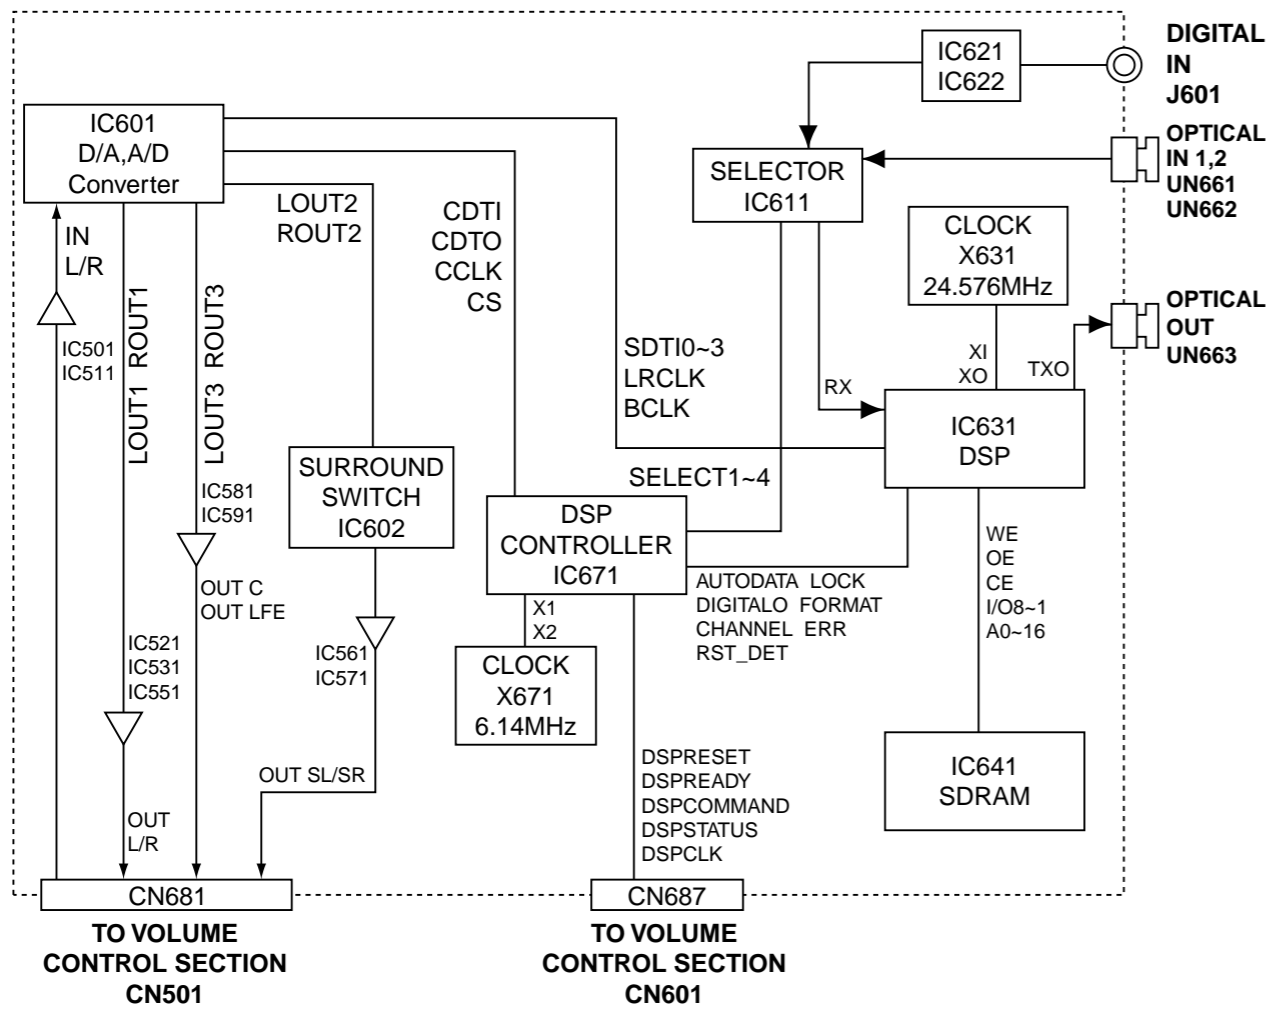 DIGITAL
IN
J601
IC621
IC622
OPTICAL
IN 1,2
UN661
UN662
IC601
D/A,A/D
Converter
SELECTOR
IC611
LOUT2
ROUT2
CDTI
CDTO
CCLK
CS
CLOCK
X631
24.576MHz
IN
L/R
OPTICAL
OUT
UN663
LOUT1 ROUT1
LOUT3 ROUT3
IC501
IC511
SDTI0~3
LRCLK
BCLK
XI
XO
TXO
RX
IC631
DSP
SURROUND
SWITCH
IC602
SELECT1~4
IC581
IC591
DSP
CONTROLLER
IC671
WE
OE
CE
I/O8~1
A0~16
AUTODATA LOCK
DIGITALO FORMAT
CHANNEL ERR
RST_DET
OUT C
OUT LFE
X1
X2
IC521
IC531
IC551
IC561
IC571
CLOCK
X671
6.14MHz
OUT SL/SR
DSPRESET
DSPREADY
DSPCOMMAND
DSPSTATUS
DSPCLK
IC641
SDRAM
OUT
L/R
CN681
CN687
TO VOLUME
CONTROL SECTION
CN501
TO VOLUME
CONTROL SECTION
CN601